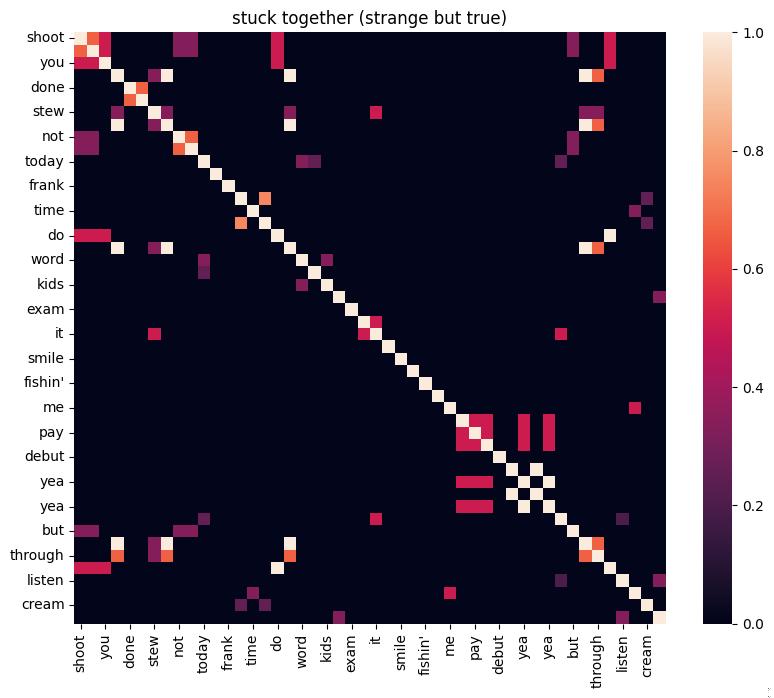 stuck together (strange but true)
shoot
you
done
stew
not
today
frank
time
do
word
kids
exam
it
smile
fishin'
me
pay
debut
yea
yea
but
through
listen
cream
1.0
0.8
0.6
0.4
0.2
0.0
shoot
you
done
stew
not
today
frank
time
do
word
kids
exam
it
smile
fishin'
me
pay
debut
yea
yea
but
through
listen
cream